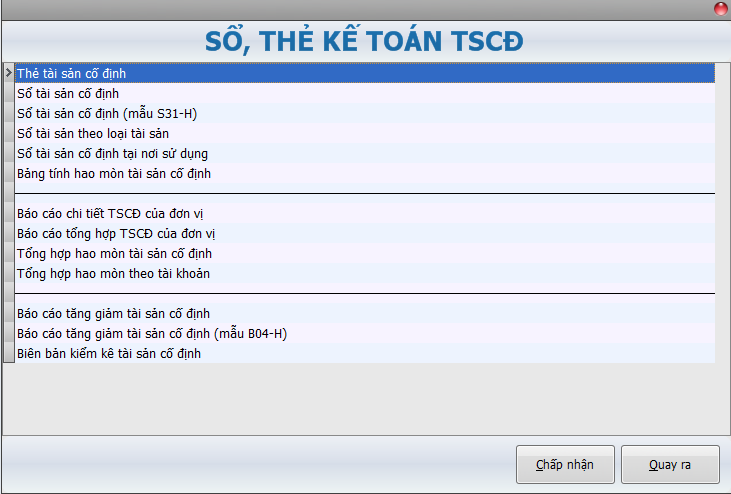 SỔ, THẺ KẾ TOÁN TSCĐ
Thẻ tài sản cố định
Sổ tài sản cố định
Sổ tài sản cố định (mẫu S31-H)
Sổ tài sản theo loại tài sản
Sổ tài sản cố định tại nơi sử dụng
Bảng tính hao mòn tài sản cố định
Báo cáo chi tiết TSCĐ của đơn vị
Báo cáo tổng hợp TSCĐ của đơn vị
Tổng hợp hao mòn tài sản cố định
Tổng hợp hao mòn theo tài khoản
Báo cáo tăng giảm tài sản cố định
Báo cáo tăng giảm tài sản cố định (mẫu B04-H)
Biên bản kiểm kê tài sản cố định
Chấp nhận
Quay ra